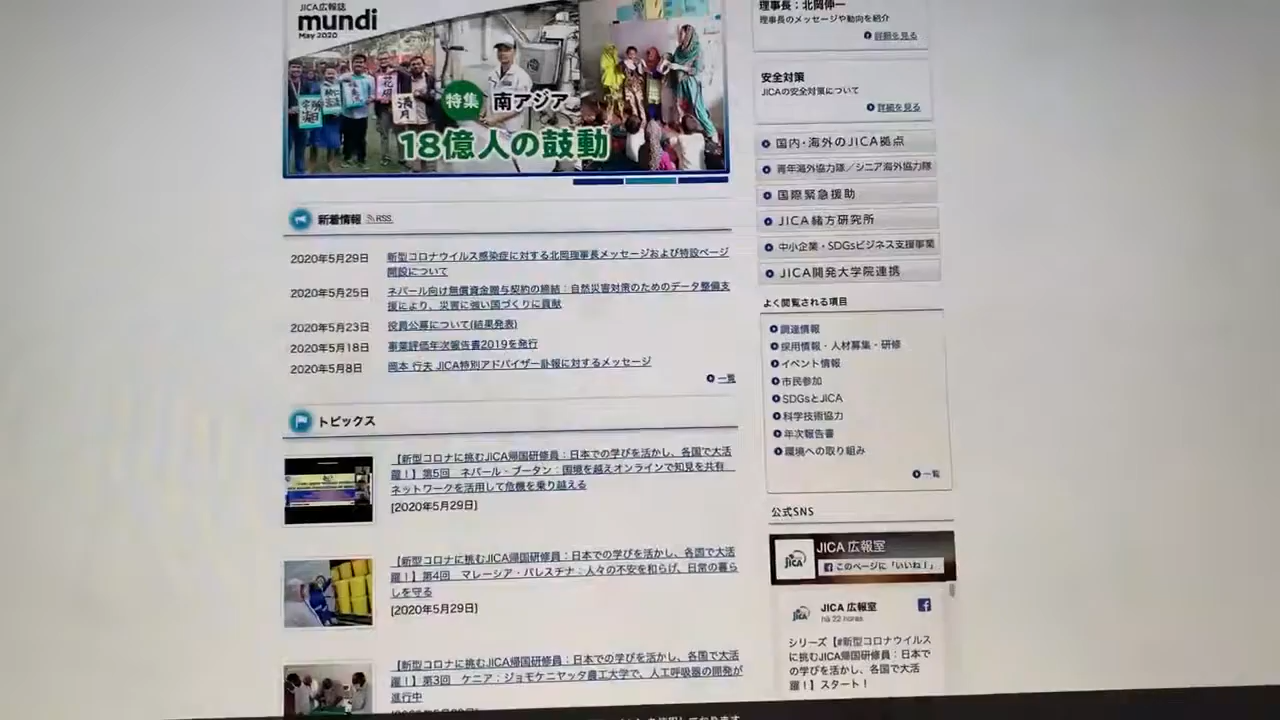 JICA広報誌
mundi
May 2020
特集 南アジア
18億人の鼓動
満月
新着情報 RSS
2020年5月29日 新型コロナウイルス感染症に対する北岡理事長メッセージおよび特設ページ
開設について
2020年5月25日 ネパール向け無償資金贈与契約の締結：自然災害対策のためのデータ整備支
援により、災害に強い国づくりに貢献
2020年5月23日 役員公募について(結果発表)
2020年5月18日 事業評価年次報告書2019を発行
2020年5月8日 岡本 行夫 JICA特別アドバイザー訃報に対するメッセージ
一覧
トピックス
【新型コロナに挑むJICA帰国研修員：日本での学びを活かし、各国で大活
躍！】第5回　ネパール・ブータン：国境を越えオンラインで知見を共有
ネットワークを活用して危機を乗り越える
[2020年5月29日]
【新型コロナに挑むJICA帰国研修員：日本での学びを活かし、各国で大活
躍！】第4回　マレーシア・パレスチナ：人々の不安を和らげ、日常の暮ら
しを守る
[2020年5月29日]
【新型コロナに挑むJICA帰国研修員：日本での学びを活かし、各国で大活
躍！】第3回　ケニア：ジョモケニヤッタ農工大学で、人工呼吸器の開発が
進行中
理事長：北岡伸一
理事長のメッセージや動向を紹介
詳細を見る
安全対策
JICAの安全対策について
詳細を見る
国内・海外のJICA拠点
青年海外協力隊／シニア海外協力隊
国際緊急援助
JICA緒方研究所
中小企業・SDGsビジネス支援事業
JICA開発大学院連携
よく閲覧される項目
調達情報
採用情報・人材募集・研修
イベント情報
市民参加
SDGsとJICA
科学技術協力
年次報告書
環境への取り組み
一覧
公式SNS
JICA JICA 広報室
このページに「いいね！」
JICA JICA 広報室
há 22 horas
シリーズ【#新型コロナウイルス
に挑むJICA帰国研修員：日本で
の学びを活かし、各国で大活
躍！】スタート！